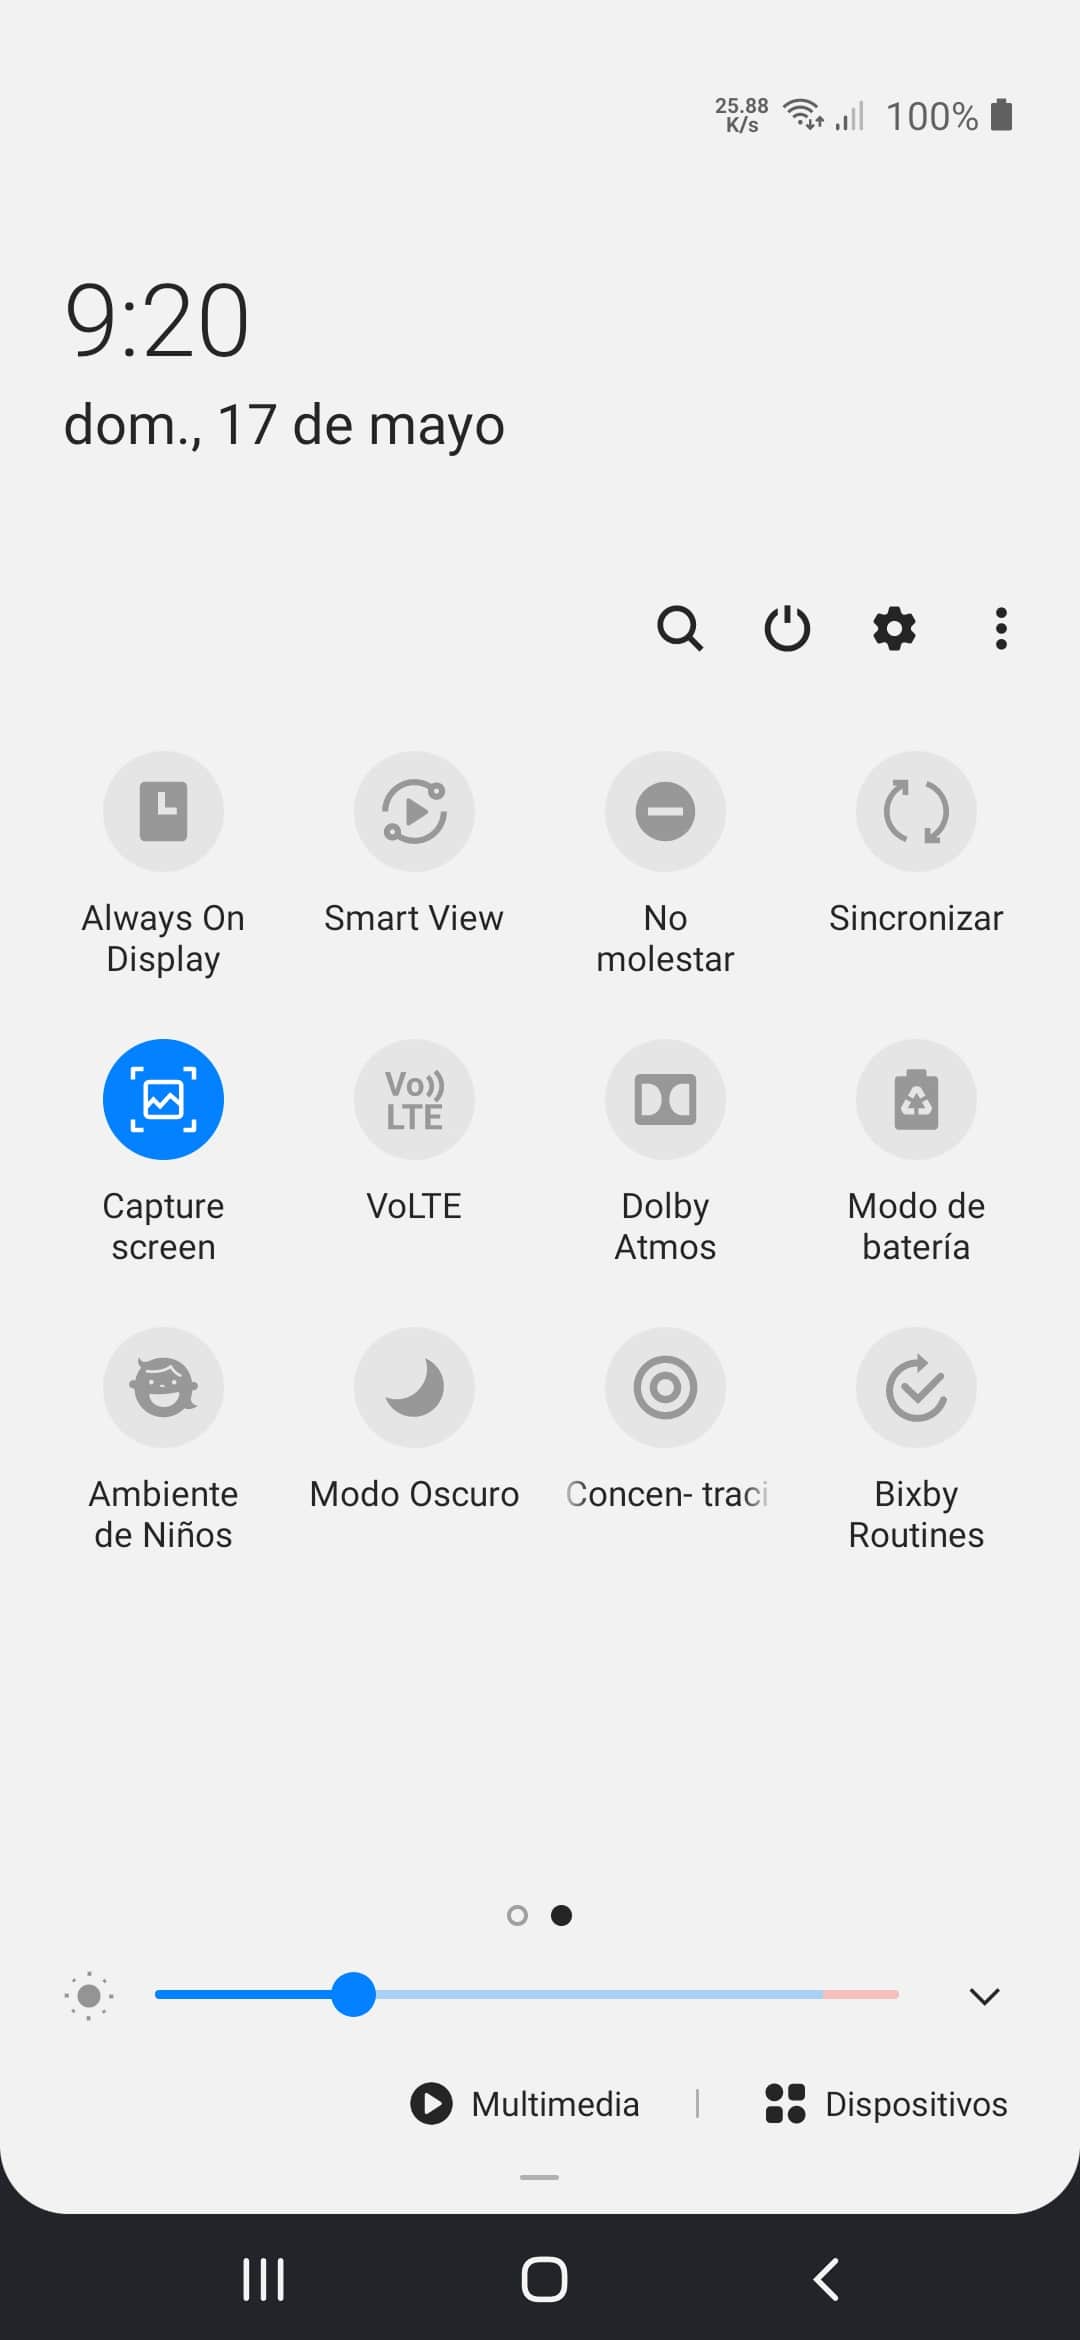 25.88
K/s
100%
9:20
dom., 17 de mayo
Always On
Display
Smart View
No
molestar
Sincronizar
Capture
screen
Vo))
LTE
VoLTE
Dolby
Atmos
Modo de
batería
Ambiente
de Niños
Modo Oscuro
Concen- traci
Bixby
Routines
Multimedia
Dispositivos